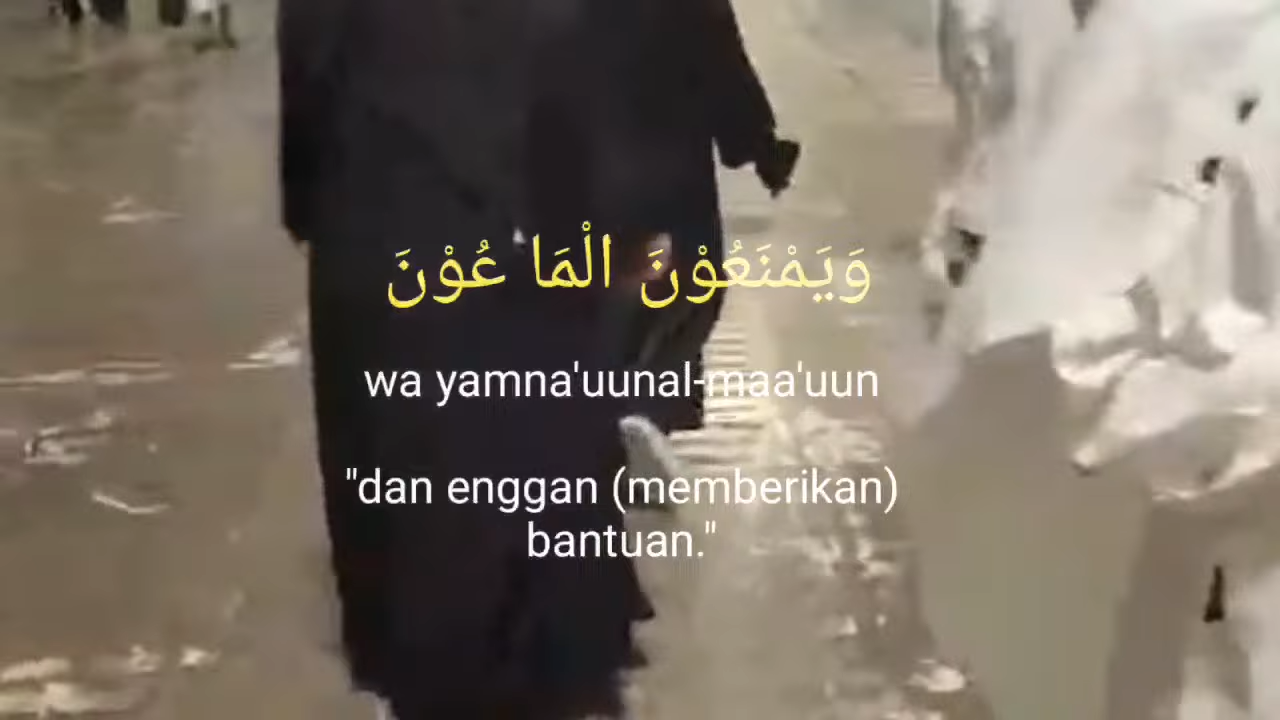 وَيَمْنَعُوْنَ الْمَا عُوْنَ
wa yamna'uunal-maa'uun
"dan enggan (memberikan)
bantuan."